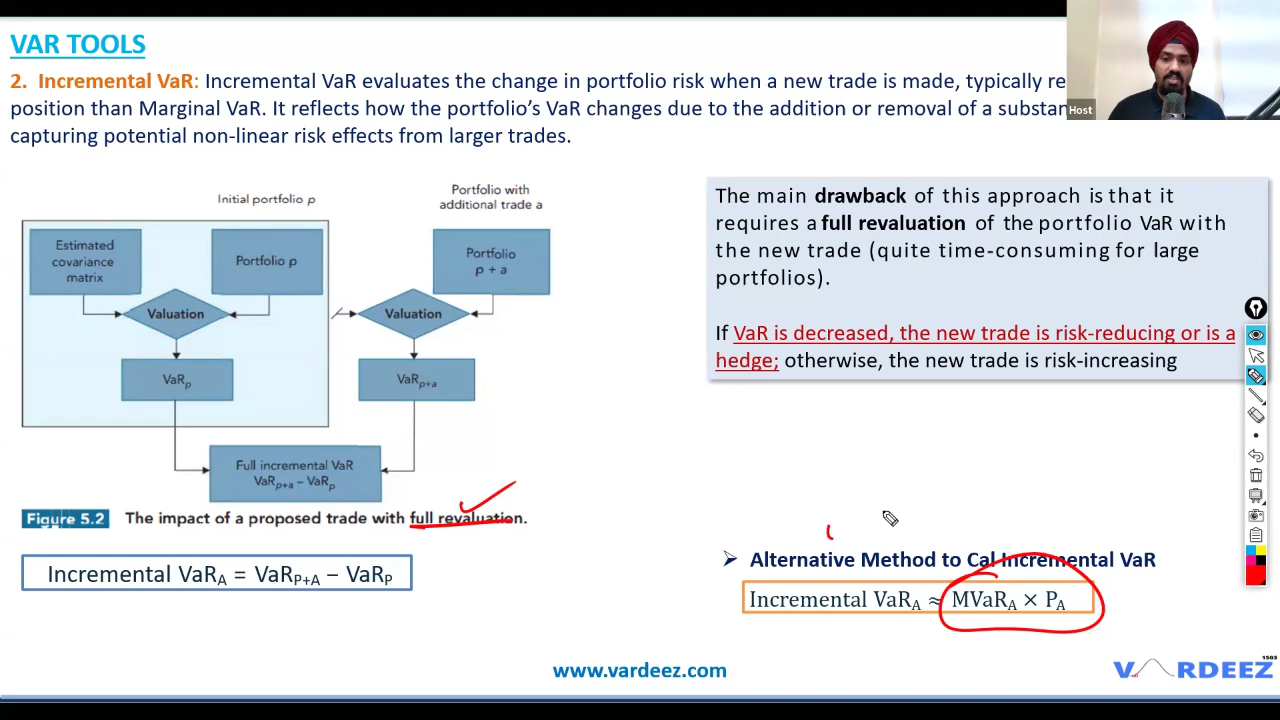 VAR TOOLS
2. Incremental VaR: Incremental VaR evaluates the change in portfolio risk when a new trade is made, typically re
position than Marginal VaR. It reflects how the portfolio's VaR changes due to the addition or removal of a substan
capturing potential non-linear risk effects from larger trades.
Host
Initial portfolio p
Portfolio with
additional trade a
Estimated
covariance
matrix
Portfolio p
Portfolio
p + a
Valuation
Valuation
VaRp
VaRp+a
Full incremental VaR
VaRp+a − VaRp
Figure 5.2 The impact of a proposed trade with full revaluation.
Incremental VaRA = VaRP+A − VaRP
The main drawback of this approach is that it
requires a full revaluation of the portfolio VaR with
the new trade (quite time-consuming for large
portfolios).
If VaR is decreased, the new trade is risk-reducing or is a
hedge; otherwise, the new trade is risk-increasing
➢ Alternative Method to Cal Incremental VaR
Incremental VaRA ≈ MVaRA × PA
www.vardeez.com
1503
VARDEEZ